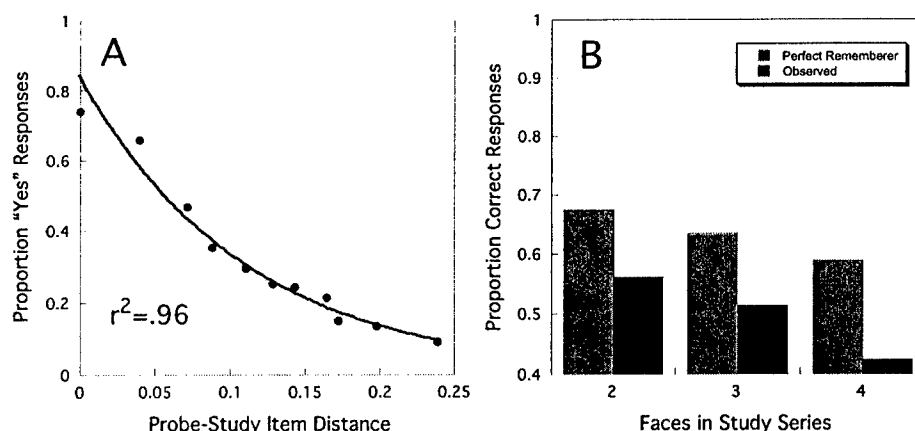 A
Proportion "Yes" Responses
1
0.8
0.6
0.4
0.2
0
r²=.96
0
0.05
0.1
0.15
0.2
0.25
Probe-Study Item Distance
B
Perfect Rememberer
Observed
Proportion Correct Responses
1
0.9
0.8
0.7
0.6
0.5
0.4
2
3
4
Faces in Study Series